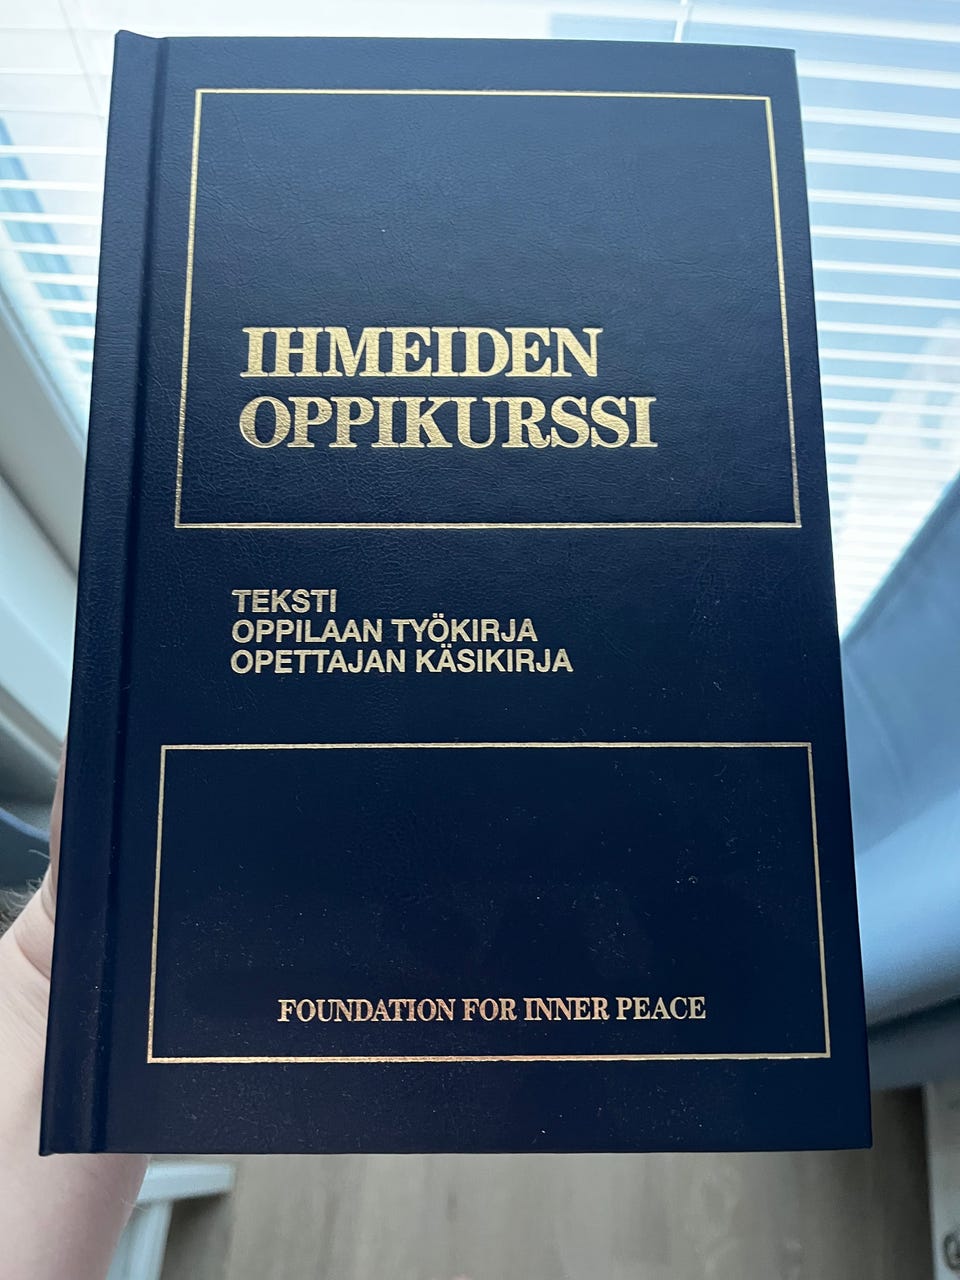 IHMEIDEN
OPPIKURSSI
TEKSTI
OPPILAAN TYÖKIRJA
OPETTAJAN KÄSIKIRJA
FOUNDATION FOR INNER PEACE